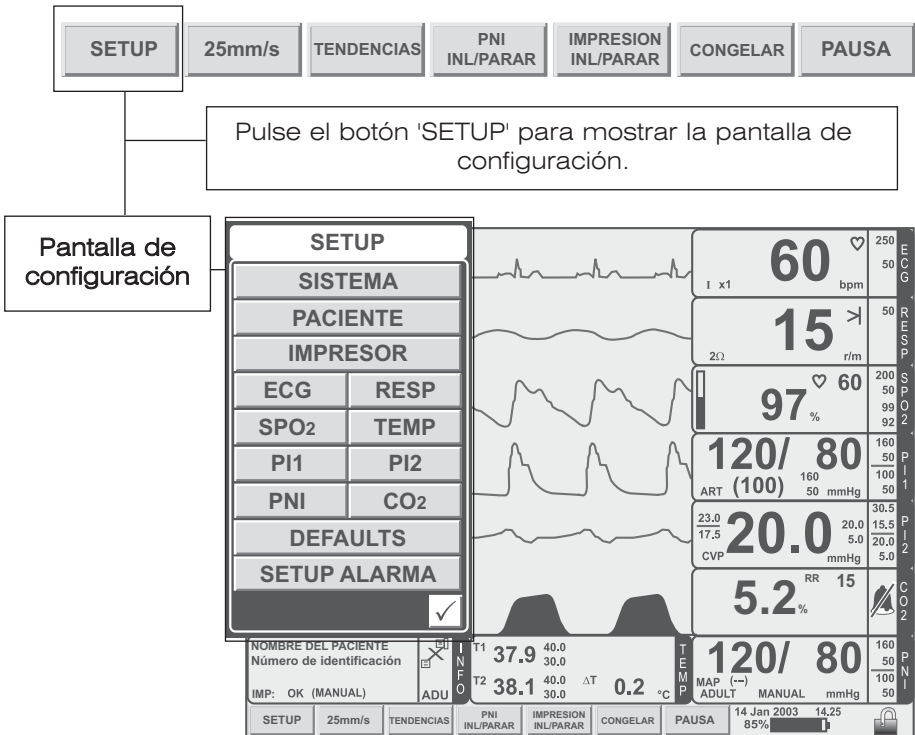 SETUP
25mm/s
TENDENCIAS
PNI
INL/PARAR
IMPRESION
INL/PARAR
CONGELAR
PAUSA
Pulse el botón 'SETUP' para mostrar la pantalla de
configuración.
Pantalla de
configuración
SETUP
SISTEMA
PACIENTE
IMPRESOR
ECG RESP
SPO2 TEMP
PI1 PI2
PNI CO2
DEFAULTS
SETUP ALARMA
I x1 60 bpm
250
50
ECG
2Ω 15 r/m
50
RESP
97 % 60
200
50
99
92
SPO2
120/ 80
ART (100) 160
50 mmHg
160
50
100
50
PI1
23.0
17.5
CVP
20.0
20.0
5.0
mmHg
30.5
15.5
20.0
5.0
PI2
5.2 % RR 15
CO2
NOMBRE DEL PACIENTE
Número de identificación
IMP: OK (MANUAL) ADU
INFO
T1 37.9 40.0
30.0
T2 38.1 40.0
30.0
ΔT 0.2 °C
TEMP
120/ 80
MAP (--)
ADULT MANUAL mmHg
160
50
100
50
PNI
SETUP
25mm/s
TENDENCIAS
PNI
INL/PARAR
IMPRESION
INL/PARAR
CONGELAR
PAUSA
14 Jan 2003 14.25
85%